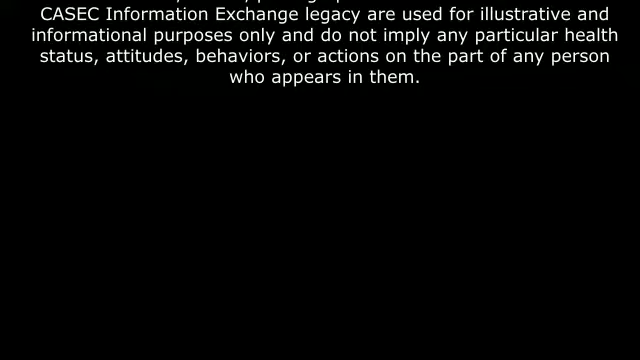 CASEC Information Exchange legacy are used for illustrative and
informational purposes only and do not imply any particular health
status, attitudes, behaviors, or actions on the part of any person
who appears in them.